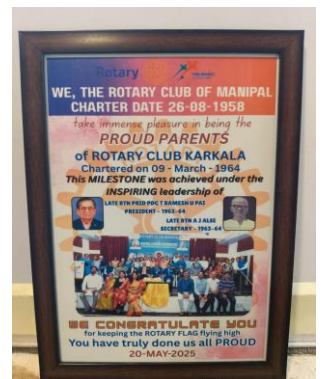 Rotary
WE, THE ROTARY CLUB OF MANIPAL
CHARTER DATE 26-08-1958
take immense pleasure in being the
PROUD PARENTS
of ROTARY CLUB KARKALA
Chartered on 09 - March - 1964
This MILESTONE was achieved under the
INSPIRING leadership of
LATE RTN PRID PDG T RAMESH U PAI
PRESIDENT - 1963-64
LATE RTN A J ALSE
SECRETARY - 1963-64
WE CONGRATULATE YOU
for keeping the ROTARY FLAG flying high
You have truly done us all PROUD
20-MAY-2025